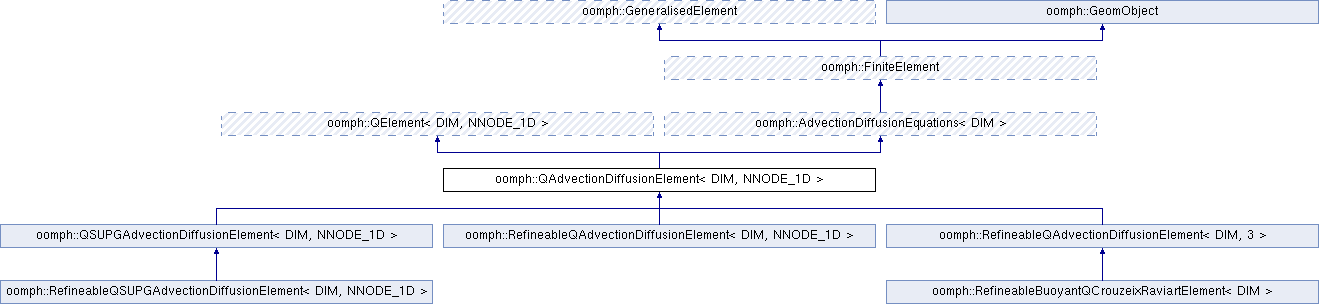 oomph::GeneralisedElement
oomph::GeomObject
oomph::FiniteElement
oomph::QElement< DIM, NNODE_1D >
oomph::AdvectionDiffusionEquations< DIM >
oomph::QAdvectionDiffusionElement< DIM, NNODE_1D >
oomph::QSUPGAdvectionDiffusionElement< DIM, NNODE_1D >
oomph::RefineableQAdvectionDiffusionElement< DIM, NNODE_1D >
oomph::RefineableQAdvectionDiffusionElement< DIM, 3 >
oomph::RefineableQSUPGAdvectionDiffusionElement< DIM, NNODE_1D >
oomph::RefineableBuoyantQCrouzeixRaviartElement< DIM >